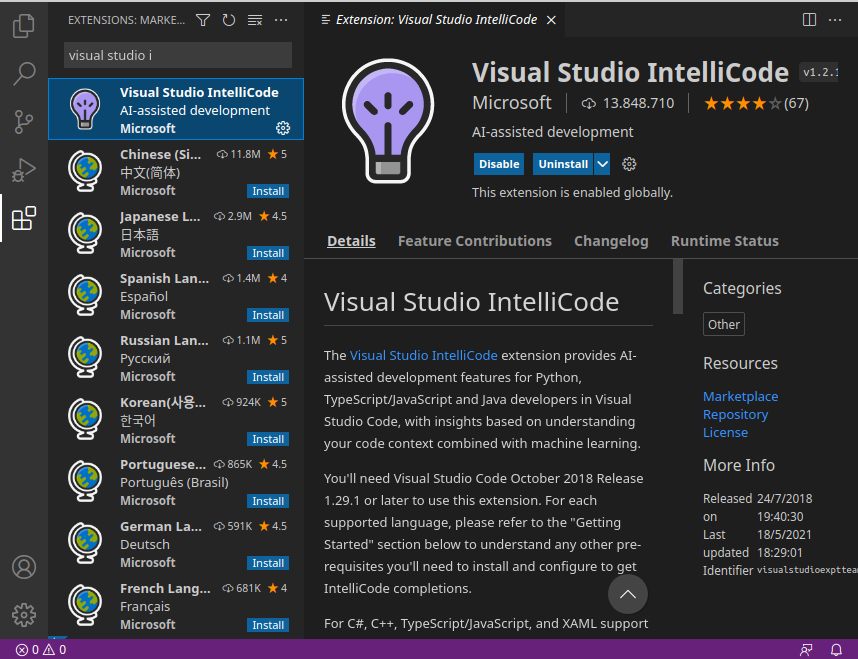 EXTENSIONS: MARKE...
visual studio i
Visual Studio IntelliCode
AI-assisted development
Microsoft
Chinese (Si... 11.8M 5
中文(简体)
Microsoft Install
Japanese L... 2.9M 4.5
日本語
Microsoft Install
Spanish Lan... 1.4M 4
Español
Microsoft Install
Russian Lan... 1.1M 5
Русский
Microsoft Install
Korean(사용... 924K 5
한국어
Microsoft Install
Portuguese... 865K 4.5
Português (Brasil)
Microsoft Install
German La... 591K 4.5
Deutsch
Microsoft Install
French Lang... 681K 4
Français
Microsoft Install
Extension: Visual Studio IntelliCode
Visual Studio IntelliCode v1.2.1
Microsoft 13.848.710 (67)
AI-assisted development
Disable Uninstall
This extension is enabled globally.
Details Feature Contributions Changelog Runtime Status
Visual Studio IntelliCode
The Visual Studio IntelliCode extension provides AI-
assisted development features for Python,
TypeScript/JavaScript and Java developers in Visual
Studio Code, with insights based on understanding
your code context combined with machine learning.
You'll need Visual Studio Code October 2018 Release
1.29.1 or later to use this extension. For each
supported language, please refer to the "Getting
Started" section below to understand any other pre-
requisites you'll need to install and configure to get
IntelliCode completions.
For C#, C++, TypeScript/JavaScript, and XAML support
Categories
Other
Resources
Marketplace
Repository
License
More Info
Released 24/7/2018
on 19:40:30
Last 18/5/2021
updated 18:29:01
Identifier visualstudioexptteam
0 0